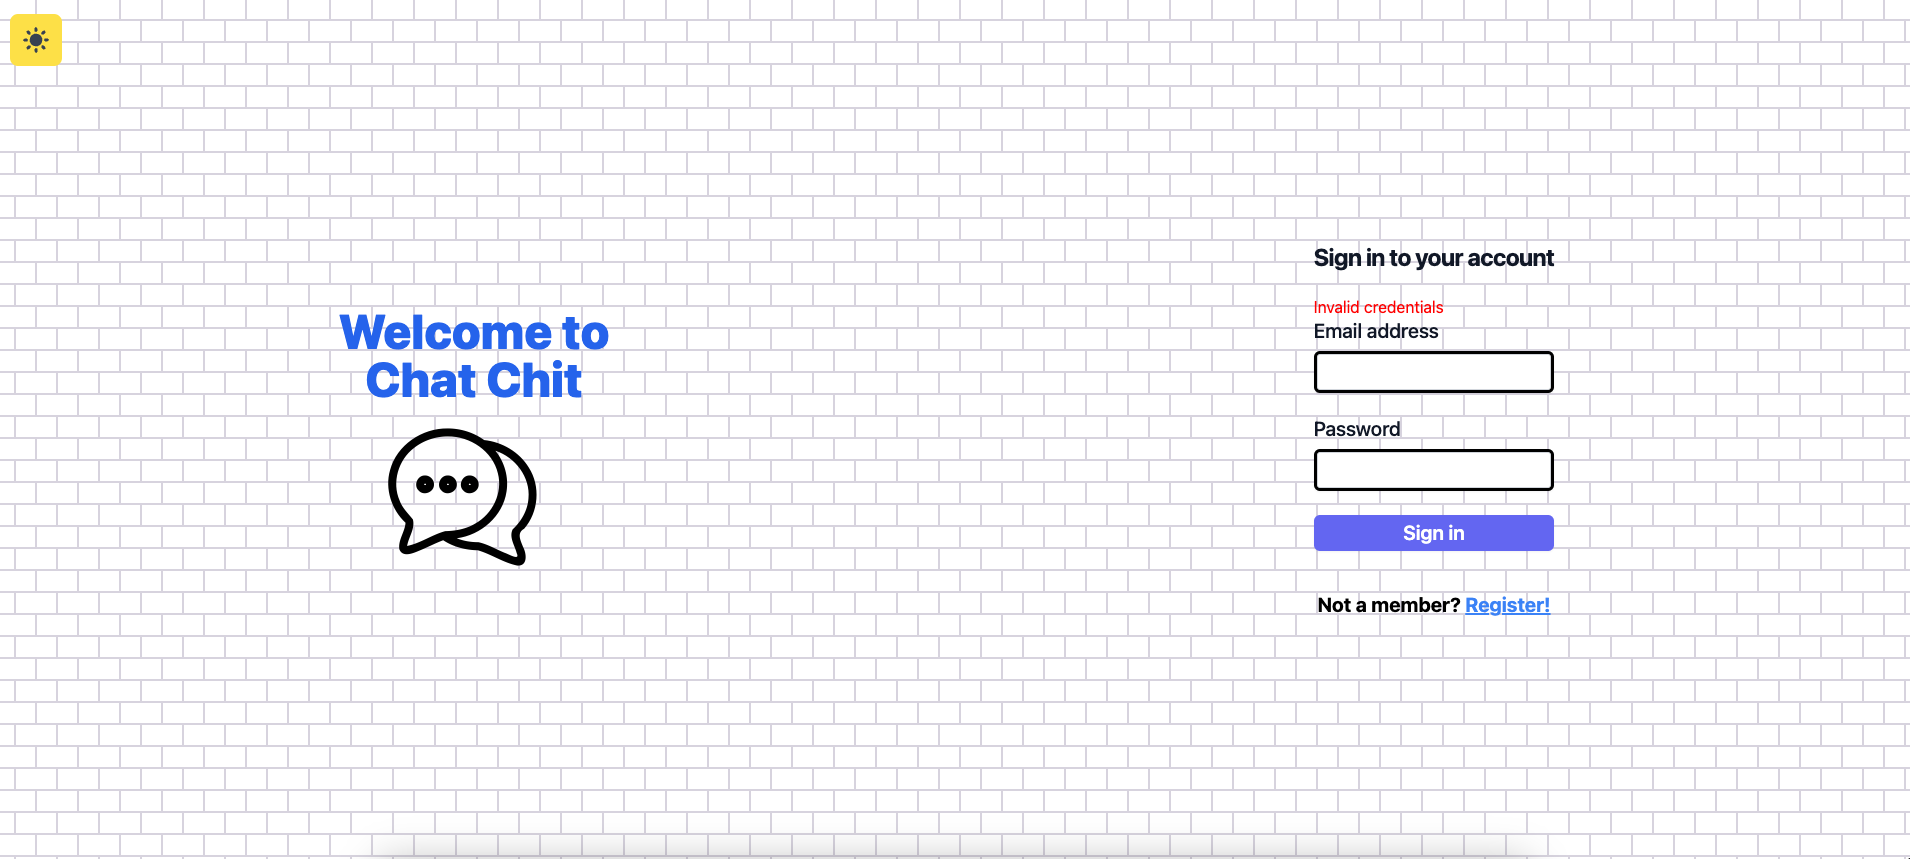 Welcome to
Chat Chit
Sign in to your account
Invalid credentials
Email address
Password
Sign in
Not a member? Register!